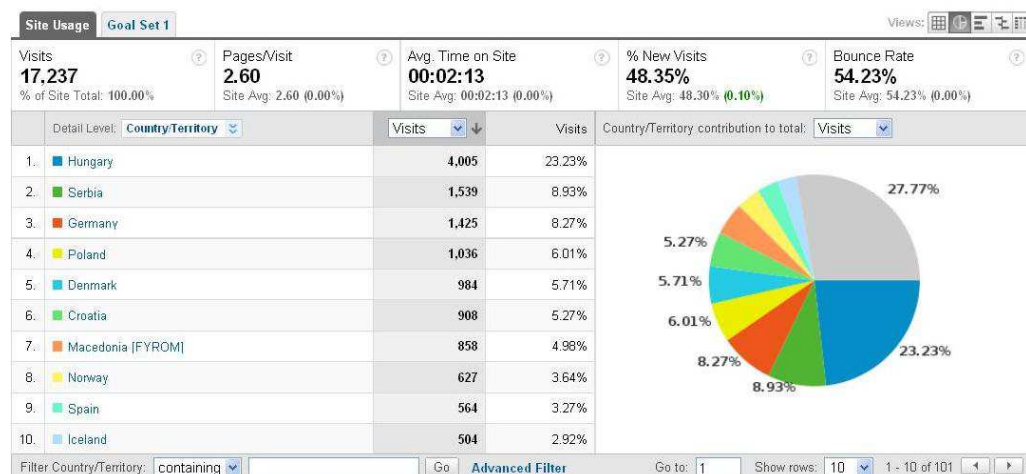 Site Usage Goal Set 1 Views:
Visits Pages/Visit Avg. Time on Site % New Visits Bounce Rate
17,237 2.60 00:02:13 48.35% 54.23%
% of Site Total: 100.00% Site Avg: 2.60 (0.00%) Site Avg: 00:02:13 (0.00%) Site Avg: 48.30% (0.10%) Site Avg: 54.23% (0.00%)
Detail Level: Country/Territory Visits Visits Country/Territory contribution to total: Visits
1. Hungary 4,005 23.23%
2. Serbia 1,539 8.93%
3. Germany 1,425 8.27%
4. Poland 1,036 6.01%
5. Denmark 984 5.71%
6. Croatia 908 5.27%
7. Macedonia [FYROM] 858 4.98%
8. Norway 627 3.64%
9. Spain 564 3.27%
10. Iceland 504 2.92%
27.77%
5.27%
5.71%
6.01%
8.27%
8.93%
23.23%
Filter Country/Territory: containing Go Advanced Filter Go to: 1 Show rows: 10 1 - 10 of 101